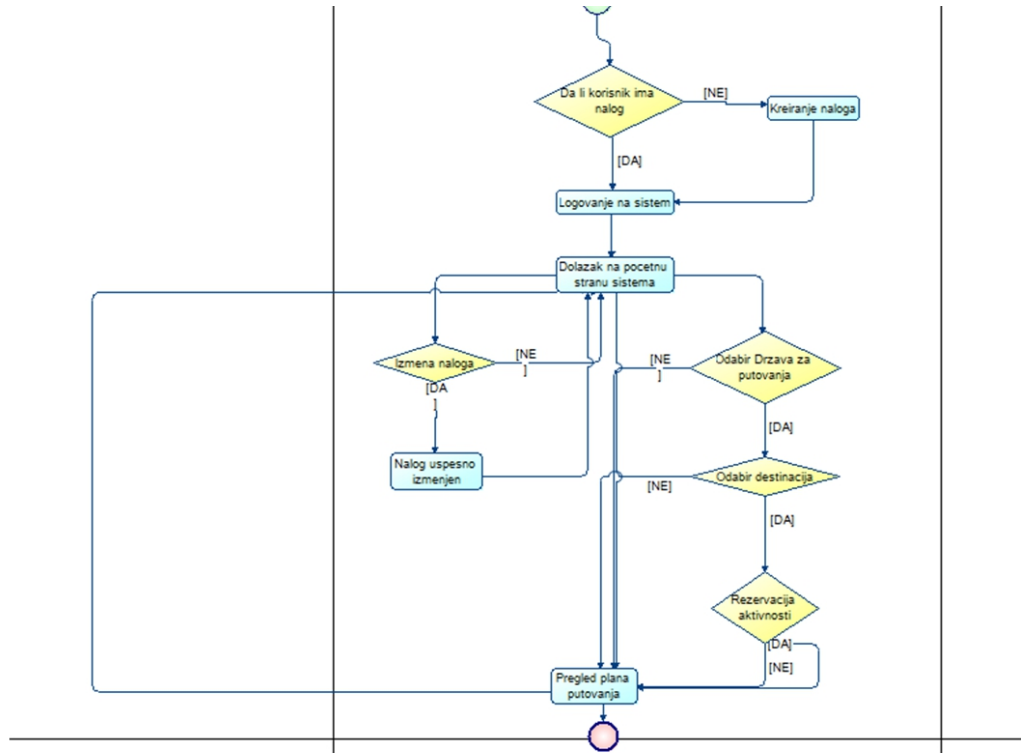 Da li korisnik ima
nalog
[NE]
Kreiranje naloga
[DA]
Logovanje na sistem
Dolazak na pocetnu
stranu sistema
Izmena naloga
[NE
]
[NE
]
Odabir Drzava za
putovanja
[DA
]
[DA]
Nalog uspesno
izmenjen
[NE]
Odabir destinacija
[DA]
Rezervacija
aktivnosti
[DA]
[NE]
Pregled plana
putovanja